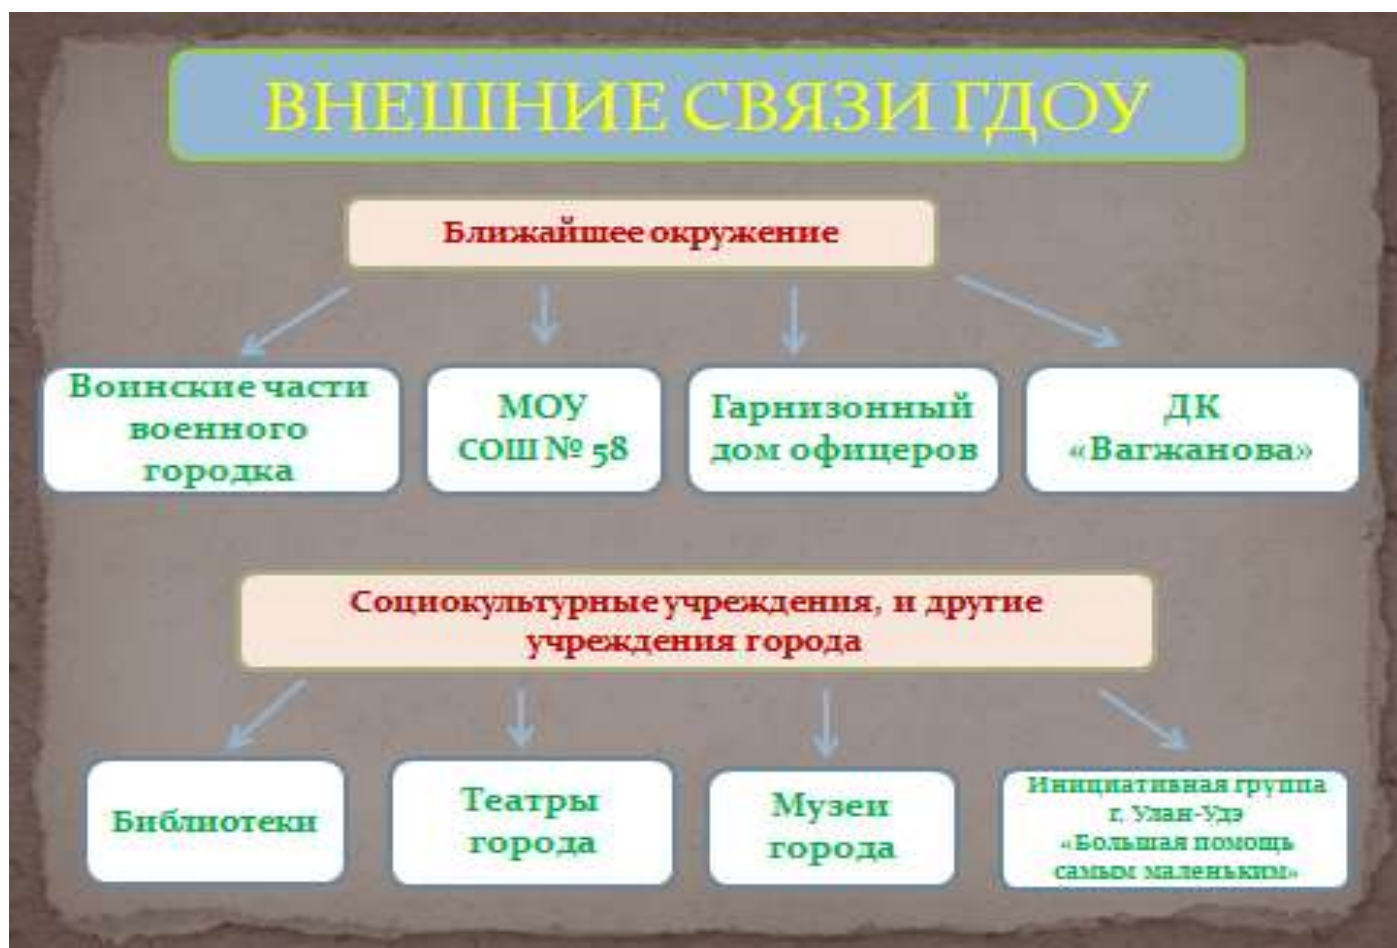 ВНЕШНИЕ СВЯЗИ ГДОУ
Ближайшее окружение
Воинские части
военного
городка
МОУ
СОШ № 58
Гарнизонный
дом офицеров
ДК
«Вагжанова»
Социокультурные учреждения, и другие
учреждения города
Библиотеки
Театры
города
Музеи
города
Инициативная группа
г. Улан-Удэ
«Большая помощь
самым маленьким»